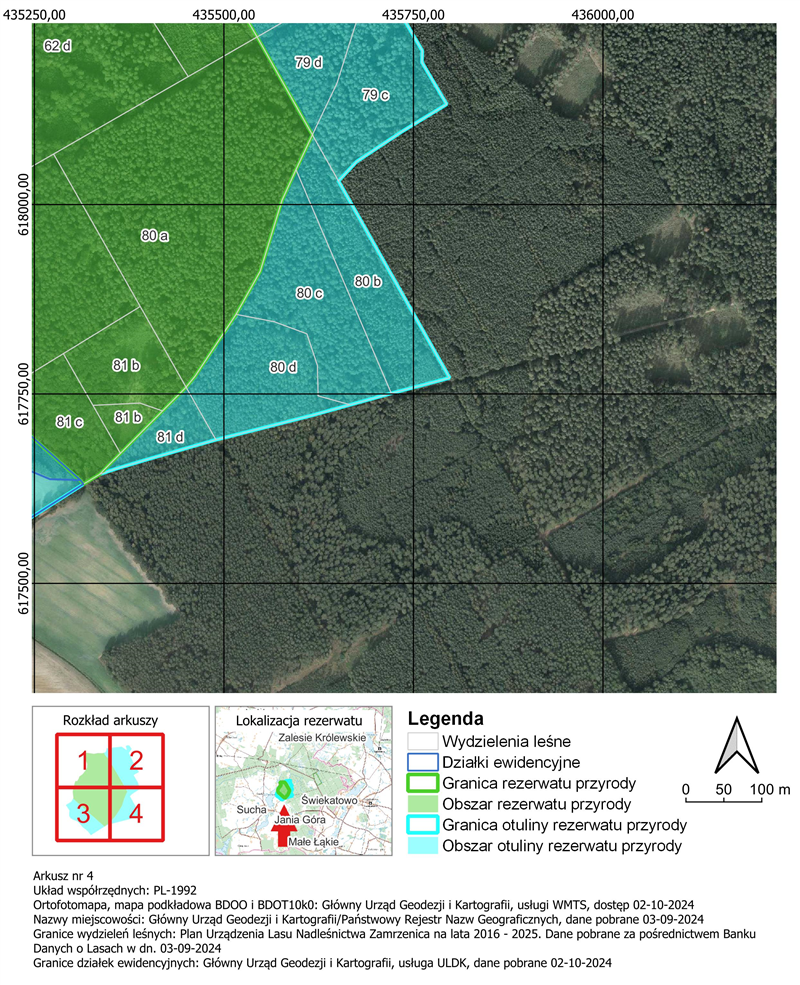 435250,00 435500,00 435750,00 436000,00
618000,00
617750,00
617500,00
62 d
79 d
79 c
80 a
80 b
80 c
81 b
80 d
81 c
81 b
81 d
Rozkład arkuszy
1 2
3 4
Lokalizacja rezerwatu
Zalesie Królewskie
Świekatowo
Sucha
Jania Góra
Małe Łąkie
Legenda
Wydzielenia leśne
Działki ewidencyjne
Granica rezerwatu przyrody
Obszar rezerwatu przyrody
Granica otuliny rezerwatu przyrody
Obszar otuliny rezerwatu przyrody
0 50 100 m
Arkusz nr 4
Układ współrzędnych: PL-1992
Ortofotomapa, mapa podkładowa BDOO i BDOT10k0: Główny Urząd Geodezji i Kartografii, usługi WMTS, dostęp 02-10-2024
Nazwy miejscowości: Główny Urząd Geodezji i Kartografii/Państwowy Rejestr Nazw Geograficznych, dane pobrane 03-09-2024
Granice wydzieleń leśnych: Plan Urządzenia Lasu Nadleśnictwa Zamrzenica na lata 2016 - 2025. Dane pobrane za pośrednictwem Banku
Danych o Lasach w dn. 03-09-2024
Granice działek ewidencyjnych: Główny Urząd Geodezji i Kartografii, usługa ULDK, dane pobrane 02-10-2024